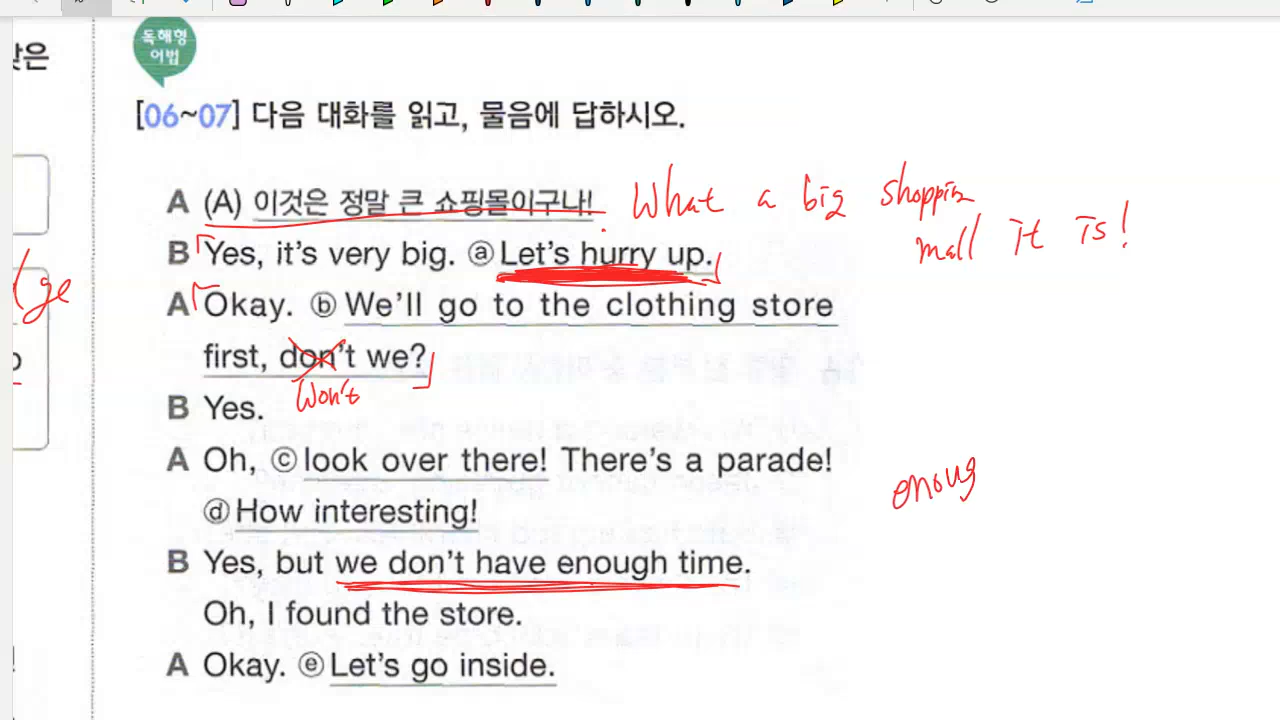 독해형
어법
[06~07] 다음 대화를 읽고, 물음에 답하시오.
A (A) 이것은 정말 큰 쇼핑몰이구나! What a big shoppin
mall it is!
B Yes, it's very big. ⓐ Let's hurry up.
A Okay. ⓑ We'll go to the clothing store
first, don't we?
Won't
B Yes.
A Oh, ⓒ look over there! There's a parade!
ⓓ How interesting!
enoug
B Yes, but we don't have enough time.
Oh, I found the store.
A Okay. ⓔ Let's go inside.